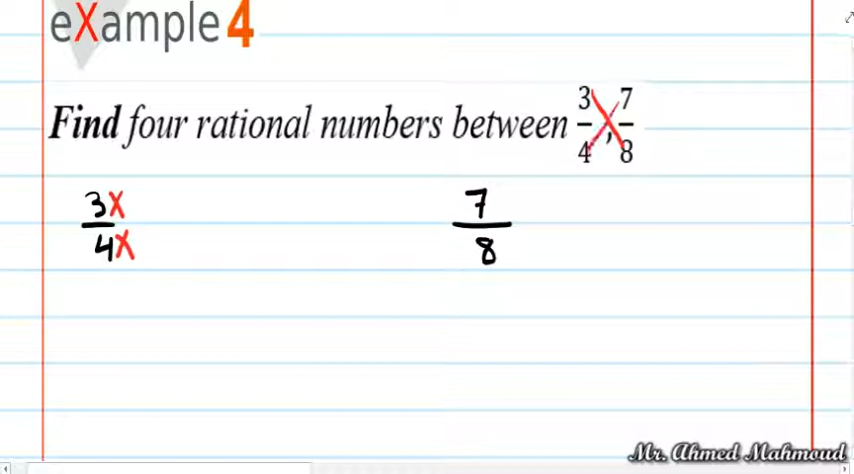 eXample 4
Find four rational numbers between 3/4 , 7/8
3x/4x 7/8
Mr. Ahmed Mahmoud